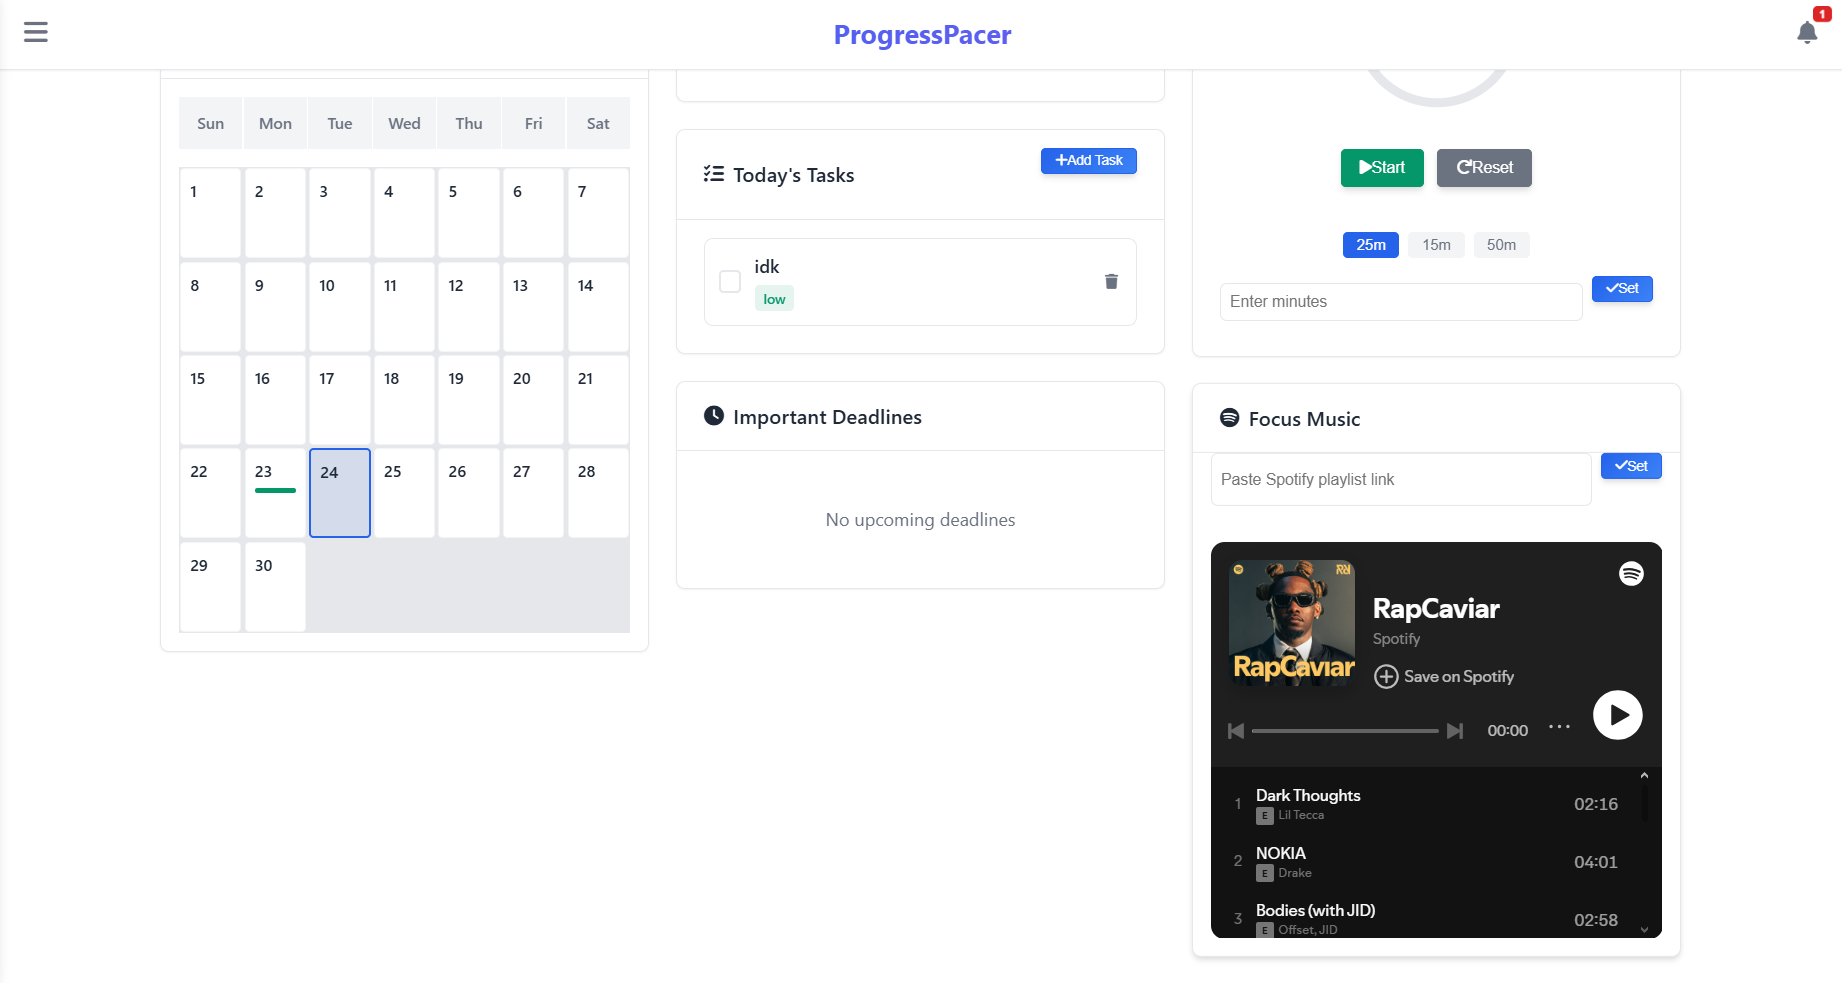 ProgressPacer
1
Sun Mon Tue Wed Thu Fri Sat
1 2 3 4 5 6 7
8 9 10 11 12 13 14
15 16 17 18 19 20 21
22 23 24 25 26 27 28
29 30
Today's Tasks
Add Task
idk
low
Important Deadlines
No upcoming deadlines
Start Reset
25m 15m 50m
Enter minutes
Set
Focus Music
Paste Spotify playlist link
Set
RapCaviar
RapCaviar
Spotify
Save on Spotify
00:00
1 Dark Thoughts 02:16
E Lil Tecca
2 NOKIA 04:01
E Drake
3 Bodies (with JID) 02:58
E Offset, JID